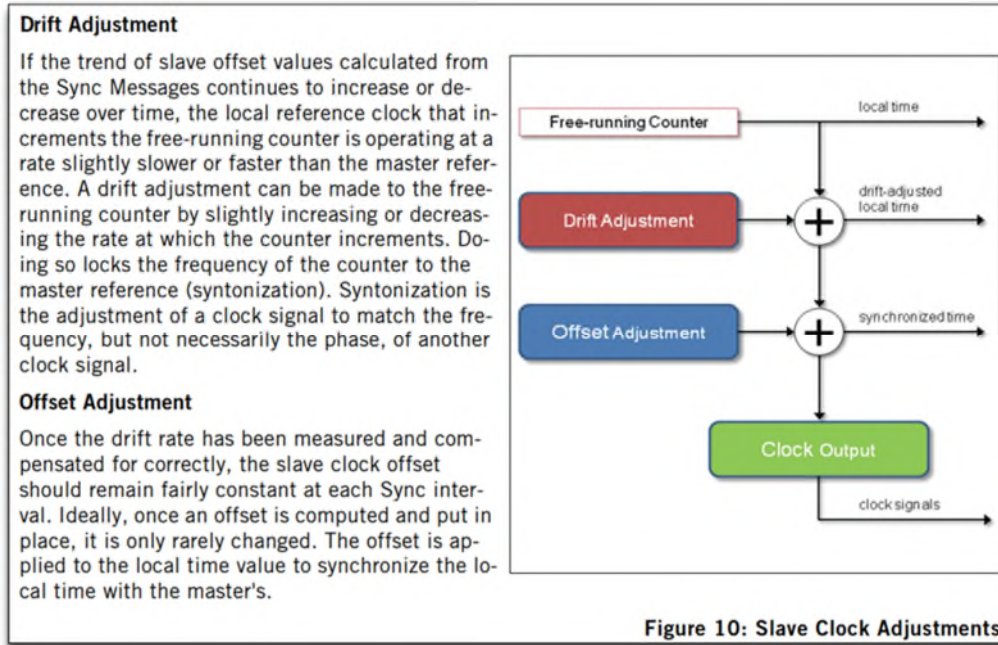 Drift Adjustment
If the trend of slave offset values calculated from
the Sync Messages continues to increase or de-
crease over time, the local reference clock that in-
crements the free-running counter is operating at a
rate slightly slower or faster than the master refer-
ence. A drift adjustment can be made to the free-
running counter by slightly increasing or decreas-
ing the rate at which the counter increments. Do-
ing so locks the frequency of the counter to the
master reference (syntonization). Syntonization is
the adjustment of a clock signal to match the fre-
quency, but not necessarily the phase, of another
clock signal.
Offset Adjustment
Once the drift rate has been measured and com-
pensated for correctly, the slave clock offset
should remain fairly constant at each Sync inter-
val. Ideally, once an offset is computed and put in
place, it is only rarely changed. The offset is ap-
plied to the local time value to synchronize the lo-
cal time with the master's.
Free-running Counter
local time
Drift Adjustment
+
drift-adjusted
local time
Offset Adjustment
+
synchronized time
Clock Output
clock signals
Figure 10: Slave Clock Adjustments